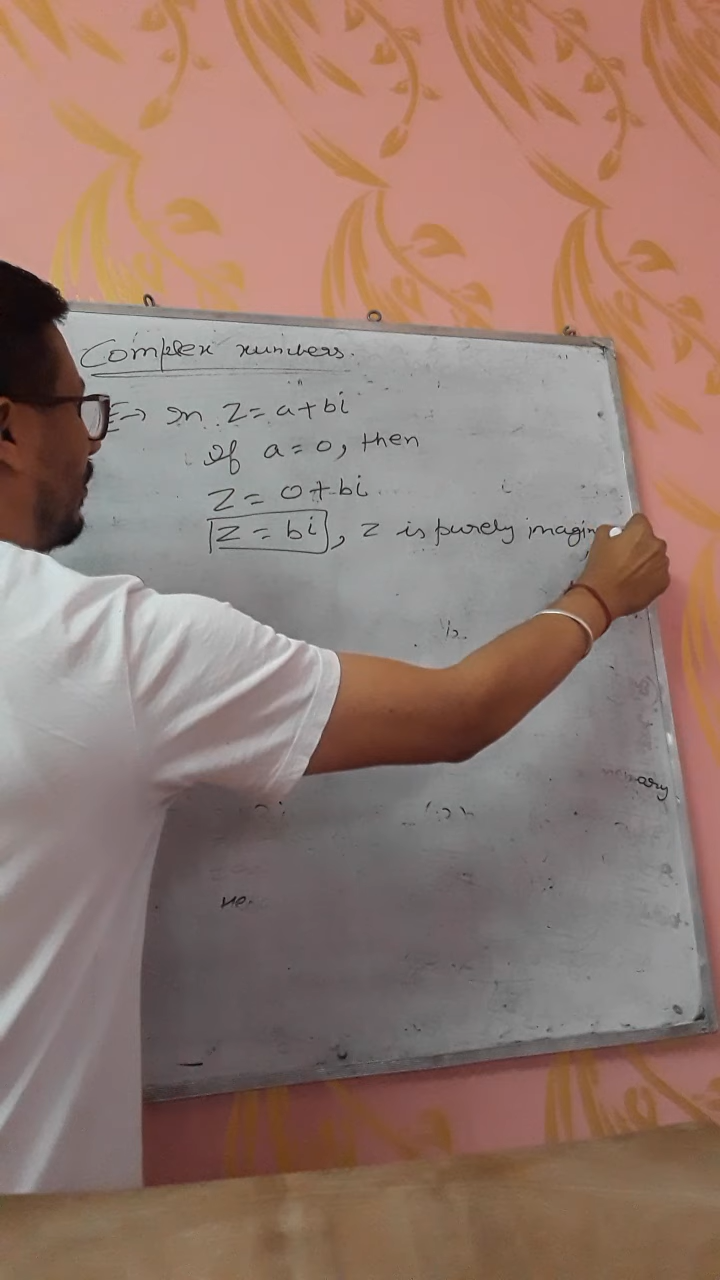 Complex numbers.
⇒ In Z = a + bi
If a = 0, then
Z = 0 + bi
Z = bi, Z is purely imagin